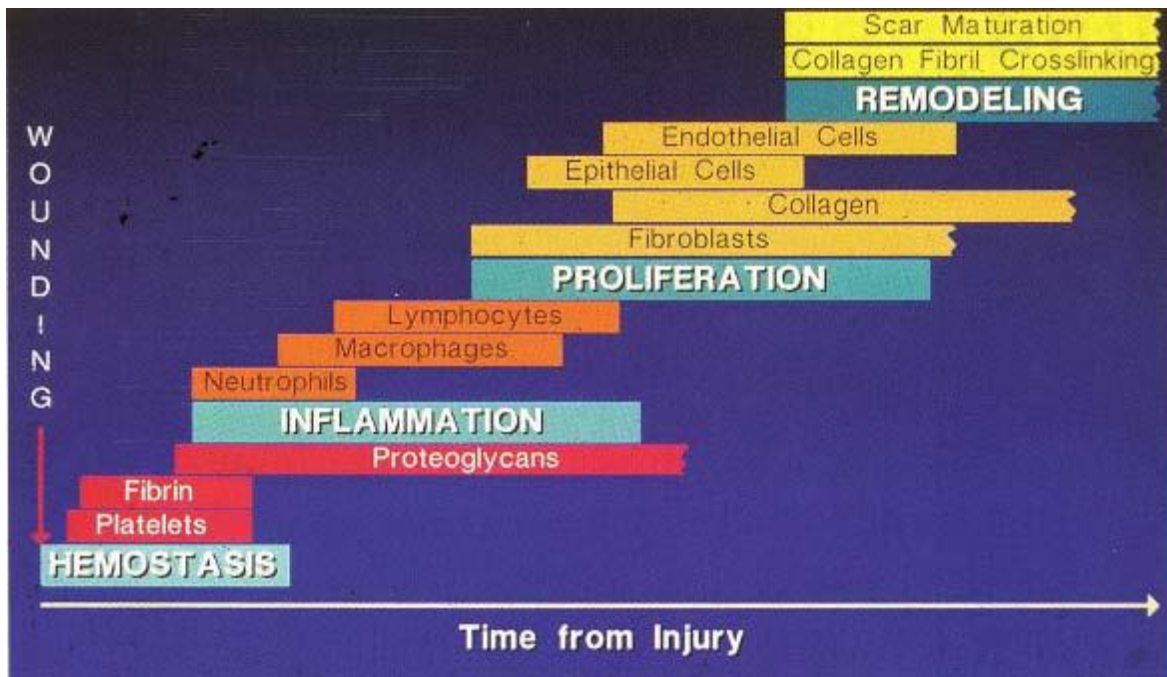 Scar Maturation
Collagen Fibril Crosslinking
REMODELING
Endothelial Cells
Epithelial Cells
Collagen
Fibroblasts
PROLIFERATION
Lymphocytes
Macrophages
Neutrophils
INFLAMMATION
Proteoglycans
Fibrin
Platelets
HEMOSTASIS
WOUNDING
Time from Injury